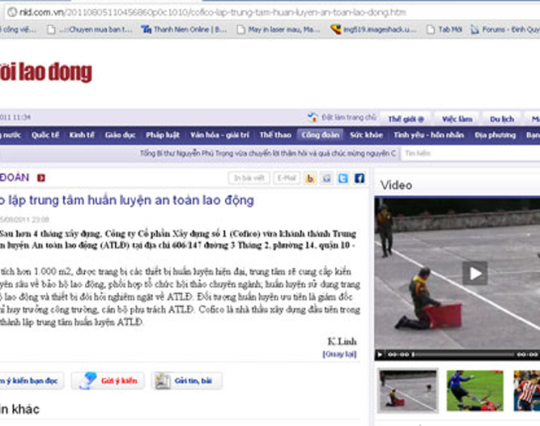 nld.com.vn/20110805110456860p0c1010/cofico-lap-trung-tam-huan-luyen-an-toan-lao-dong.htm
cổ việc...
..:::Chuyen mua ban t...
Thanh Nien Online | B...
May in laser mau, Ma...
img519.imageshack.u...
Tab Mới
Forums - Đinh Quy
ời lao động
2011 11:34
Đặt làm trang chủ
Thế giới @
Việc làm
Du lịch
M
g nước
Quốc tế
Kinh tế
Giáo dục
Pháp luật
Văn hóa - giải trí
Thể thao
Công đoàn
Sức khỏe
Tình yêu - hôn nhân
Địa phương
Bạn
Tổng Bí thư Nguyễn Phú Trọng vừa chuyển lời thăm hỏi và quả chúc mừng nguyên C
Tìm kiếm
ĐOÀN
In bài viết
E-Mail
o lập trung tâm huấn luyện an toàn lao động
5/08/2011 23:08
Sau hơn 4 tháng xây dựng, Công ty Cổ phần Xây dựng số 1 (Cofico) vừa khánh thành Trung
n luyện An toàn lao động (ATLĐ) tại địa chỉ 606/147 đường 3 Tháng 2, phường 14, quận 10 -
tích hơn 1.000 m2, được trang bị các thiết bị huấn luyện hiện đại, trung tâm sẽ cung cấp kiến
yên sâu về bảo hộ lao động, phối hợp tổ chức hội thảo chuyên ngành; huấn luyện sử dụng trang
ộ lao động và thiết bị đòi hỏi nghiêm ngặt về ATLĐ. Đối tượng huấn luyện ưu tiên là giám đốc
ỉ huy trưởng công trường, cán bộ phụ trách ATLĐ. Cofico là nhà thầu xây dựng đầu tiên trong
thành lập trung tâm huấn luyện ATLĐ.
K.Linh
[Quay lại]
m ý kiến bạn đọc
Gửi ý kiến
Gửi tin, bài
in khác
Video
00:00
00:00